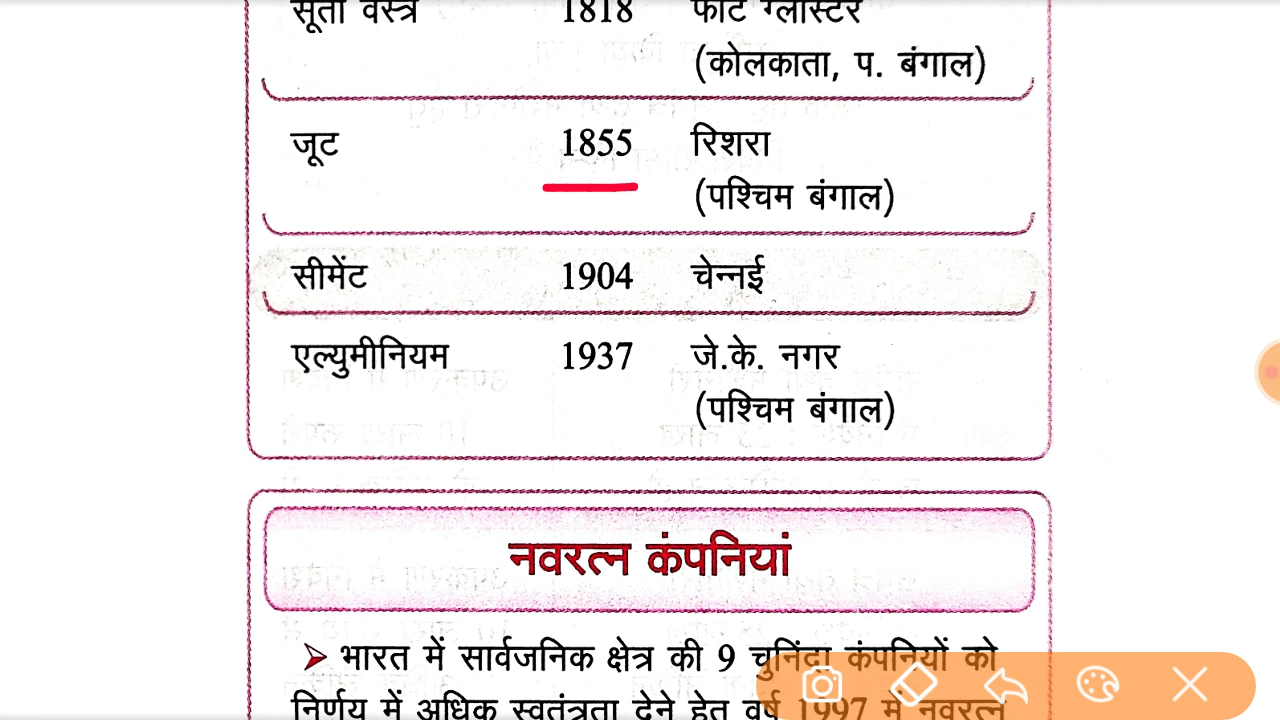 सूती वस्त्र 1818 फोर्ट ग्लास्टर
(कोलकाता, प. बंगाल)
जूट 1855 रिशरा
(पश्चिम बंगाल)
सीमेंट 1904 चेन्नई
एल्युमीनियम 1937 जे.के. नगर
(पश्चिम बंगाल)
नवरत्न कंपनियां
भारत में सार्वजनिक क्षेत्र की 9 चुनिंदा कंपनियों को
निर्णय में अधिक स्वतंत्रता देने हेतु वर्ष 1997 में नवरत्न